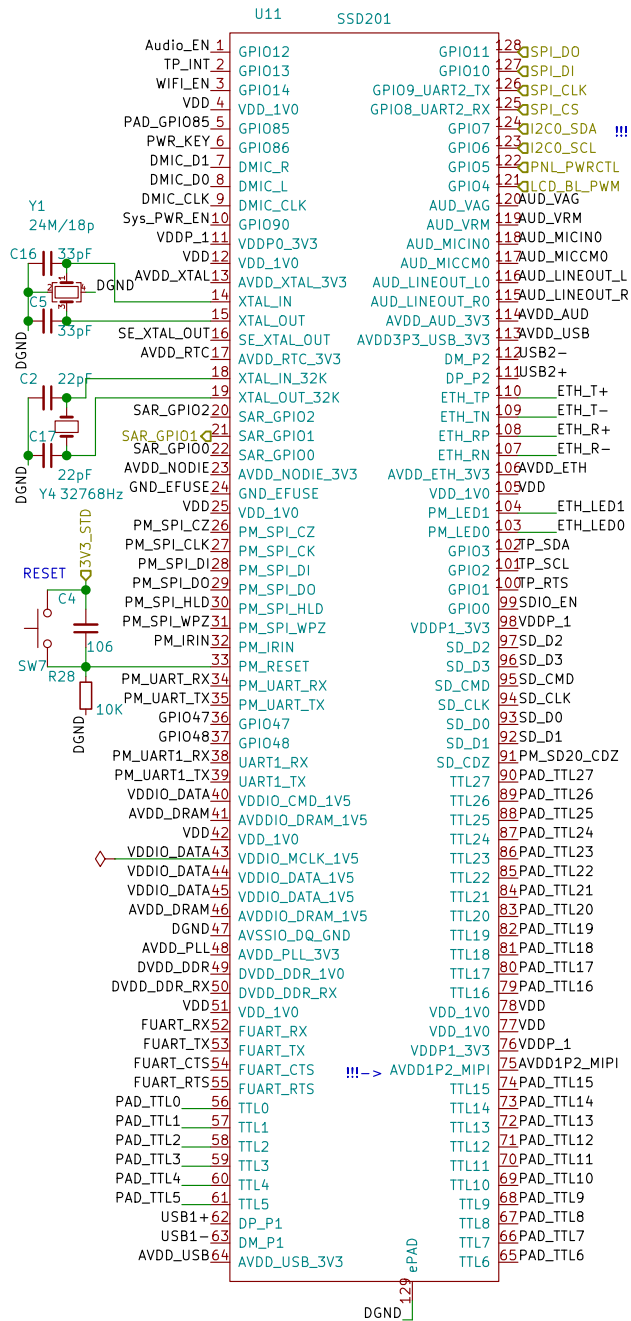 U11 SSD201
Audio_EN 1 GPIO12 GPIO11 128 SPI_DO
TP_INT 2 GPIO13 GPIO10 127 SPI_DI
WIFI_EN 3 GPIO14 GPIO9_UART2_TX 126 SPI_CLK
VDD 4 VDD_1V0 GPIO8_UART2_RX 125 SPI_CS
PAD_GPIO85 5 GPIO85 GPIO7 124 I2C0_SDA !!!
PWR_KEY 6 GPIO86 GPIO6 123 I2C0_SCL
DMIC_D1 7 DMIC_R GPIO5 122 PNL_PWRCTL
DMIC_D0 8 DMIC_L GPIO4 121 LCD_BL_PWM
DMIC_CLK 9 DMIC_CLK AUD_VAG 120 AUD_VAG
Sys_PWR_EN 10 GPIO90 AUD_VRM 119 AUD_VRM
VDDP_1 11 VDDP0_3V3 AUD_MICIN0 118 AUD_MICIN0
VDD 12 VDD_1V0 AUD_MICCM0 117 AUD_MICCM0
AVDD_XTAL 13 AVDD_XTAL_3V3 AUD_LINEOUT_L0 116 AUD_LINEOUT_L
14 XTAL_IN AUD_LINEOUT_R0 115 AUD_LINEOUT_R
15 XTAL_OUT AVDD_AUD_3V3 114 AVDD_AUD
SE_XTAL_OUT 16 SE_XTAL_OUT AVDD3P3_USB_3V3 113 AVDD_USB
AVDD_RTC 17 AVDD_RTC_3V3 DM_P2 112 USB2-
18 XTAL_IN_32K DP_P2 111 USB2+
19 XTAL_OUT_32K ETH_TP 110 ETH_T+
SAR_GPIO2 20 SAR_GPIO2 ETH_TN 109 ETH_T-
SAR_GPIO1 21 SAR_GPIO1 ETH_RP 108 ETH_R+
SAR_GPIO0 22 SAR_GPIO0 ETH_RN 107 ETH_R-
AVDD_NODIE 23 AVDD_NODIE_3V3 AVDD_ETH_3V3 106 AVDD_ETH
GND_EFUSE 24 GND_EFUSE VDD_1V0 105 VDD
VDD 25 VDD_1V0 PM_LED1 104 ETH_LED1
PM_SPI_CZ 26 PM_SPI_CZ PM_LED0 103 ETH_LED0
PM_SPI_CLK 27 PM_SPI_CK GPIO3 102 TP_SDA
PM_SPI_DI 28 PM_SPI_DI GPIO2 101 TP_SCL
PM_SPI_DO 29 PM_SPI_DO GPIO1 100 TP_RTS
PM_SPI_HLD 30 PM_SPI_HLD GPIO0 99 SDIO_EN
PM_SPI_WPZ 31 PM_SPI_WPZ VDDP1_3V3 98 VDDP_1
PM_IRIN 32 PM_IRIN SD_D2 97 SD_D2
33 PM_RESET SD_D3 96 SD_D3
PM_UART_RX 34 PM_UART_RX SD_CMD 95 SD_CMD
PM_UART_TX 35 PM_UART_TX SD_CLK 94 SD_CLK
GPIO47 36 GPIO47 SD_D0 93 SD_D0
GPIO48 37 GPIO48 SD_D1 92 SD_D1
PM_UART1_RX 38 UART1_RX SD_CDZ 91 PM_SD20_CDZ
PM_UART1_TX 39 UART1_TX TTL27 90 PAD_TTL27
VDDIO_DATA 40 VDDIO_CMD_1V5 TTL26 89 PAD_TTL26
AVDD_DRAM 41 AVDDIO_DRAM_1V5 TTL25 88 PAD_TTL25
VDD 42 VDD_1V0 TTL24 87 PAD_TTL24
VDDIO_DATA 43 VDDIO_MCLK_1V5 TTL23 86 PAD_TTL23
VDDIO_DATA 44 VDDIO_DATA_1V5 TTL22 85 PAD_TTL22
VDDIO_DATA 45 VDDIO_DATA_1V5 TTL21 84 PAD_TTL21
AVDD_DRAM 46 AVDDIO_DRAM_1V5 TTL20 83 PAD_TTL20
DGND 47 AVSSIO_DQ_GND TTL19 82 PAD_TTL19
AVDD_PLL 48 AVDD_PLL_3V3 TTL18 81 PAD_TTL18
DVDD_DDR 49 DVDD_DDR_1V0 TTL17 80 PAD_TTL17
DVDD_DDR_RX 50 DVDD_DDR_RX TTL16 79 PAD_TTL16
VDD 51 VDD_1V0 VDD_1V0 78 VDD
FUART_RX 52 FUART_RX VDD_1V0 77 VDD
FUART_TX 53 FUART_TX VDDP1_3V3 76 VDDP_1
FUART_CTS 54 FUART_CTS !!!-> AVDD1P2_MIPI 75 AVDD1P2_MIPI
FUART_RTS 55 FUART_RTS TTL15 74 PAD_TTL15
PAD_TTL0 56 TTL0 TTL14 73 PAD_TTL14
PAD_TTL1 57 TTL1 TTL13 72 PAD_TTL13
PAD_TTL2 58 TTL2 TTL12 71 PAD_TTL12
PAD_TTL3 59 TTL3 TTL11 70 PAD_TTL11
PAD_TTL4 60 TTL4 TTL10 69 PAD_TTL10
PAD_TTL5 61 TTL5 TTL9 68 PAD_TTL9
USB1+ 62 DP_P1 TTL8 67 PAD_TTL8
USB1- 63 DM_P1 TTL7 66 PAD_TTL7
AVDD_USB 64 AVDD_USB_3V3 TTL6 65 PAD_TTL6
ePAD
129
DGND
Y1
24M/18p
C16 33pF
1
2 4 DGND
3
C5
33pF
DGND
C2 22pF
C17
22pF
DGND
Y4 32768Hz
3V3_STD
RESET
C4
106
SW7
R28
10K
DGND